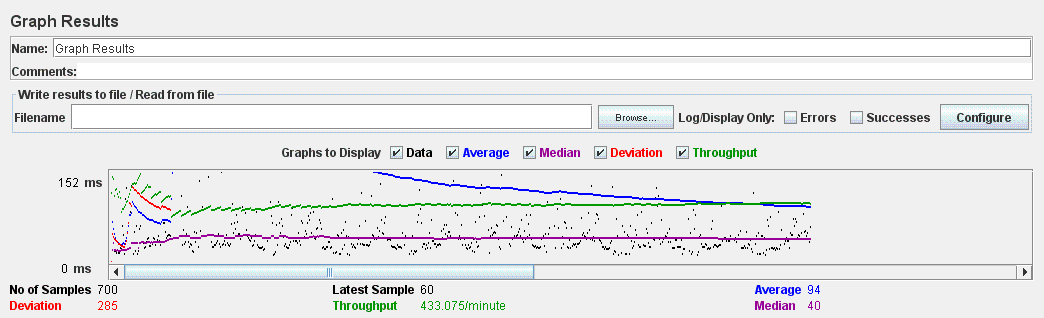 Graph Results
Name: Graph Results
Comments:
Write results to file / Read from file
Filename Browse... Log/Display Only: Errors Successes Configure
Graphs to Display Data Average Median Deviation Throughput
152 ms
0 ms
No of Samples 700 Latest Sample 60 Average 94
Deviation 285 Throughput 433.075/minute Median 40